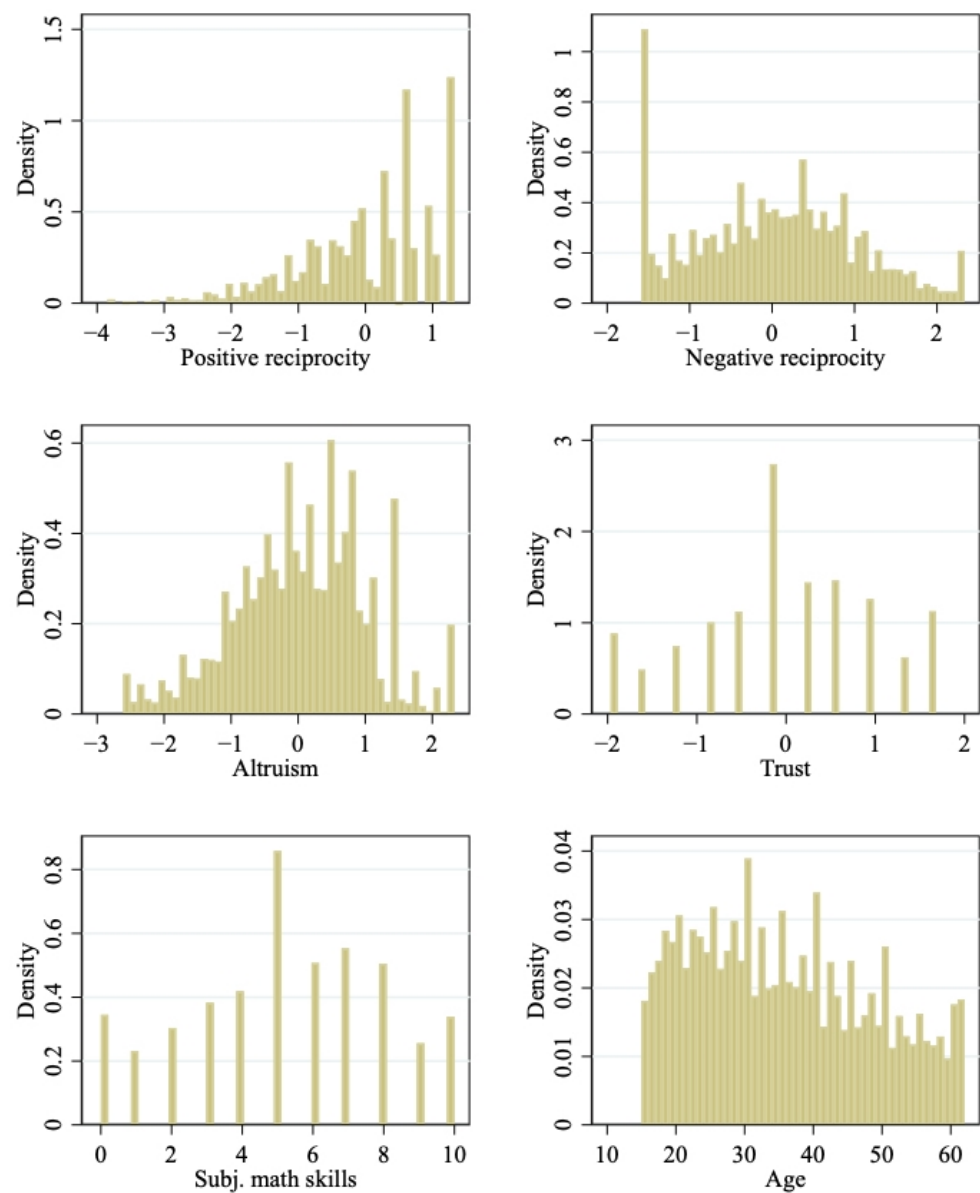 Density
0 0.5 1 1.5
−4 −3 −2 −1 0 1
Positive reciprocity
Density
0 0.2 0.4 0.6 0.8 1
−2 −1 0 1 2
Negative reciprocity
Density
0 0.2 0.4 0.6
−3 −2 −1 0 1 2
Altruism
Density
0 1 2 3
−2 −1 0 1 2
Trust
Density
0 0.2 0.4 0.6 0.8
0 2 4 6 8 10
Subj. math skills
Density
0 0.01 0.02 0.03 0.04
10 20 30 40 50 60
Age